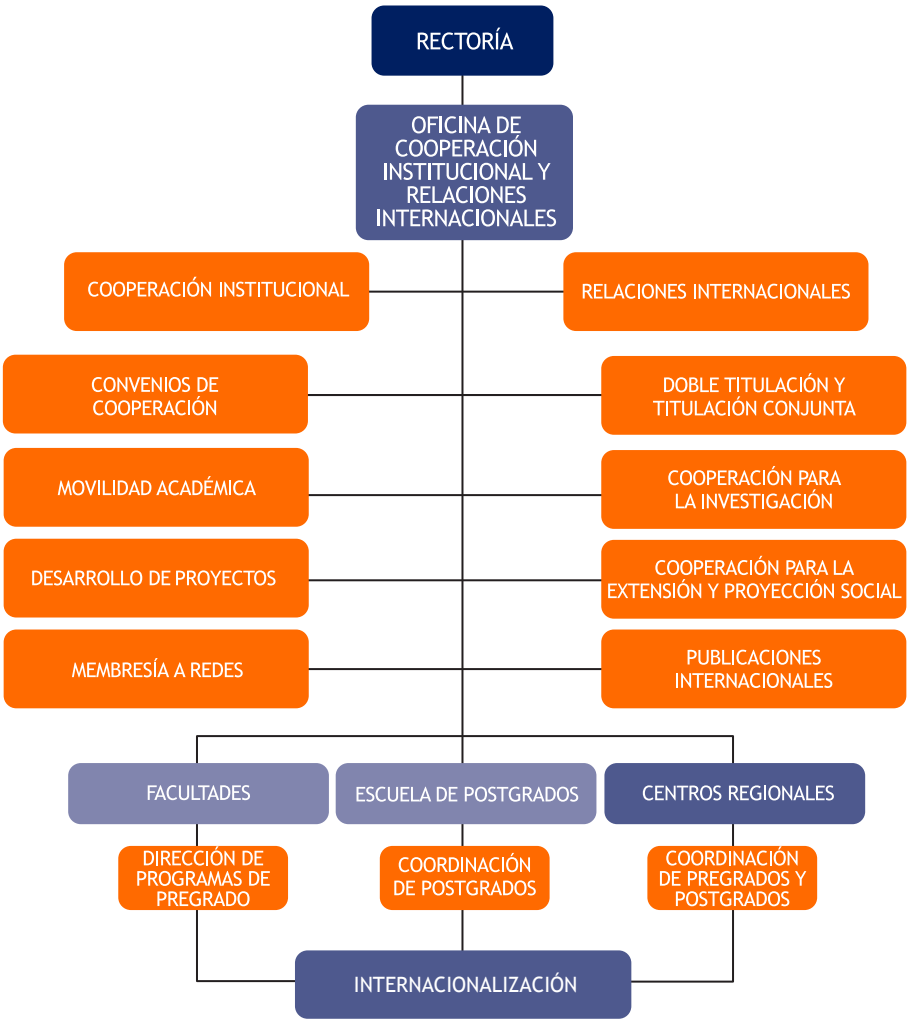 RECTORÍA
OFICINA DE
COOPERACIÓN
INSTITUCIONAL Y
RELACIONES
INTERNACIONALES
COOPERACIÓN INSTITUCIONAL
RELACIONES INTERNACIONALES
CONVENIOS DE
COOPERACIÓN
DOBLE TITULACIÓN Y
TITULACIÓN CONJUNTA
MOVILIDAD ACADÉMICA
COOPERACIÓN PARA
LA INVESTIGACIÓN
DESARROLLO DE PROYECTOS
COOPERACIÓN PARA LA
EXTENSIÓN Y PROYECCIÓN SOCIAL
MEMBRESÍA A REDES
PUBLICACIONES
INTERNACIONALES
FACULTADES
ESCUELA DE POSTGRADOS
CENTROS REGIONALES
DIRECCIÓN DE
PROGRAMAS DE
PREGRADO
COORDINACIÓN
DE POSTGRADOS
COORDINACIÓN
DE PREGRADOS Y
POSTGRADOS
INTERNACIONALIZACIÓN